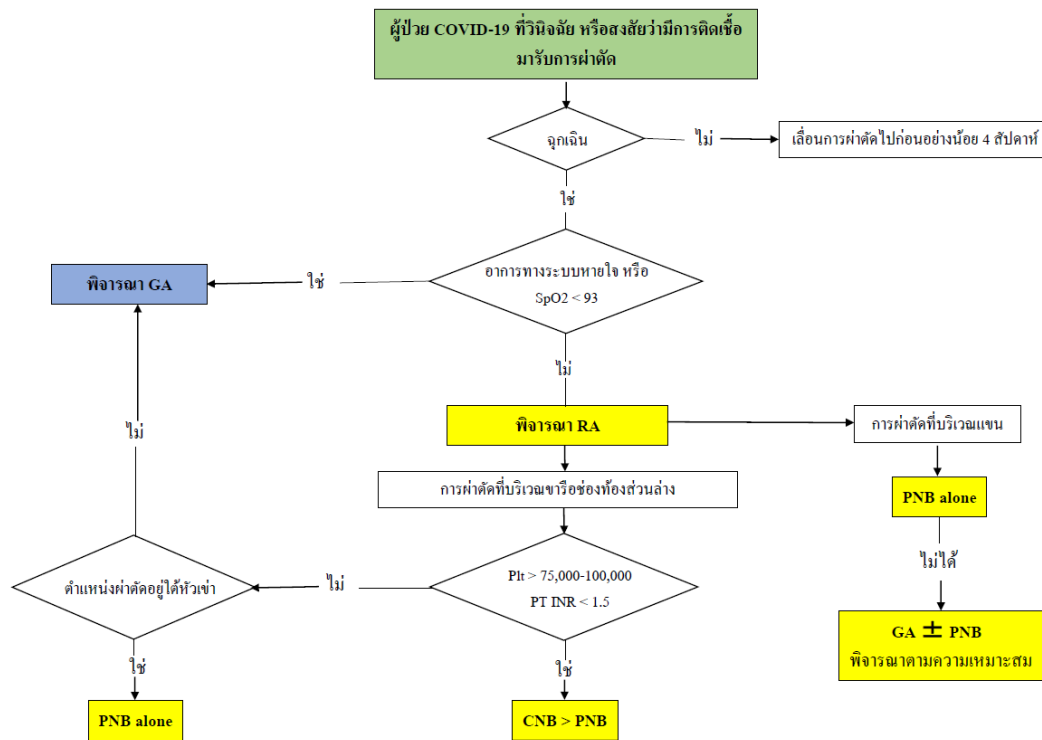 ผู้ป่วย COVID-19 ที่วินิจฉัย หรือสงสัยว่ามีการติดเชื้อ
มารับการผ่าตัด
ฉุกเฉิน
ไม่
เลื่อนการผ่าตัดไปก่อนอย่างน้อย 4 สัปดาห์
ใช่
อาการทางระบบหายใจ หรือ
SpO2 < 93
ใช่
พิจารณา GA
ไม่
พิจารณา RA
การผ่าตัดที่บริเวณแขน
ไม่
การผ่าตัดที่บริเวณขารือช่องท้องส่วนล่าง
PNB alone
ไม่ได้
Plt > 75,000-100,000
PT INR < 1.5
ไม่
ตำแหน่งผ่าตัดอยู่ใต้หัวเข่า
GA ± PNB
พิจารณาตามความเหมาะสม
ใช่
ใช่
PNB alone
CNB > PNB